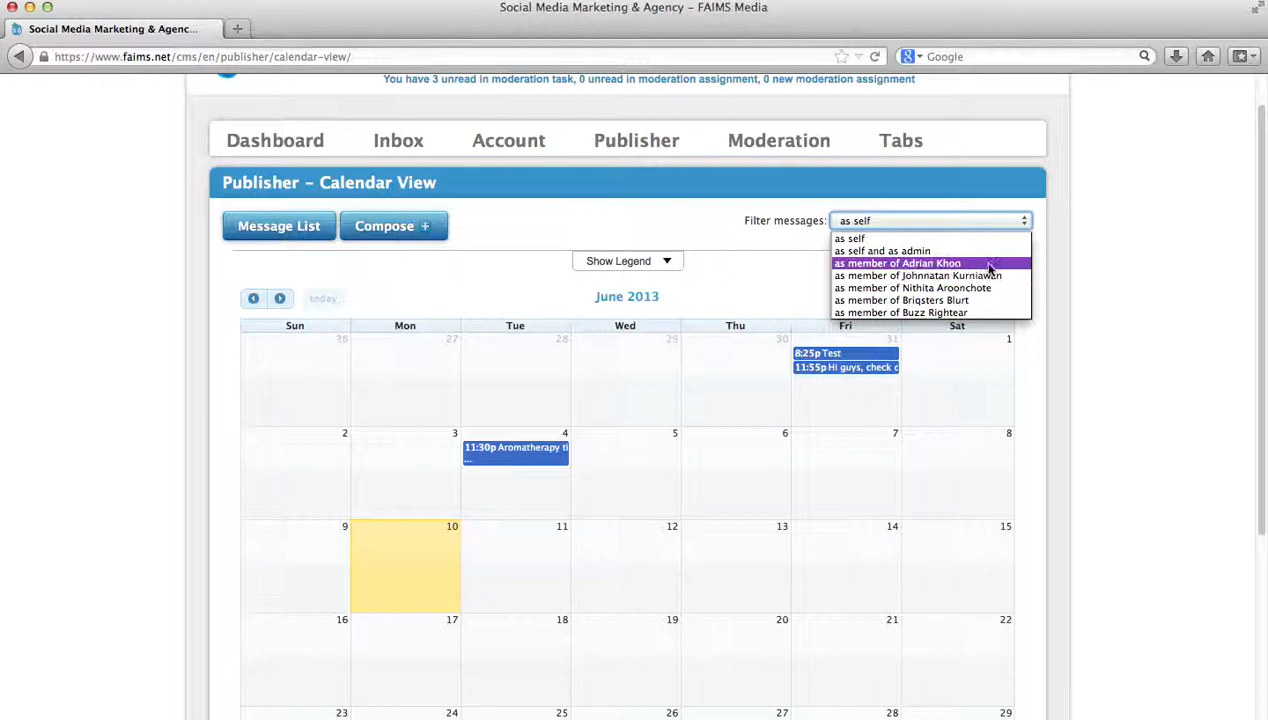 Social Media Marketing & Agency – FAIMS Media
Social Media Marketing & Agenc...
https://www.faims.net/cms/en/publisher/calendar-view/
Google
You have 3 unread in moderation task, 0 unread in moderation assignment, 0 new moderation assignment
Dashboard Inbox Account Publisher Moderation Tabs
Publisher – Calendar View
Message List Compose +
Filter messages: as self
as self
as self and as admin
as member of Adrian Khon
as member of Johnnatan Kurniawan
as member of Nithita Aroonchote
as member of Briqsters Blurt
as member of Buzz Rightear
Show Legend
today
June 2013
Sun Mon Tue Wed Thu Fri Sat
26 27 28 29 30 31 1
8:25p Test
11:55p Hi guys, check c
2 3 4 5 6 7 8
11:30p Aromatherapy ti
...
9 10 11 12 13 14 15
16 17 18 19 20 21 22
23 24 25 26 27 28 29